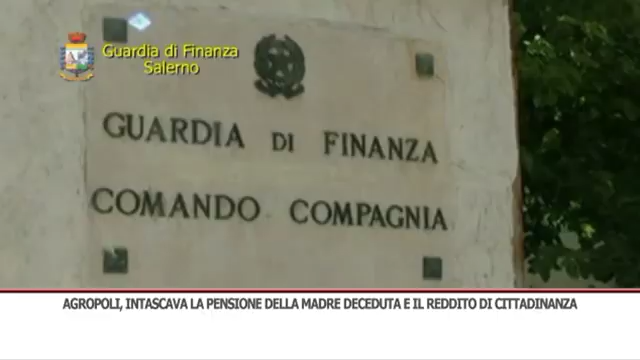 Guardia di Finanza
Salerno
GUARDIA DI FINANZA
COMANDO COMPAGNIA
AGROPOLI, INTASCAVA LA PENSIONE DELLA MADRE DECEDUTA E IL REDDITO DI CITTADINANZA